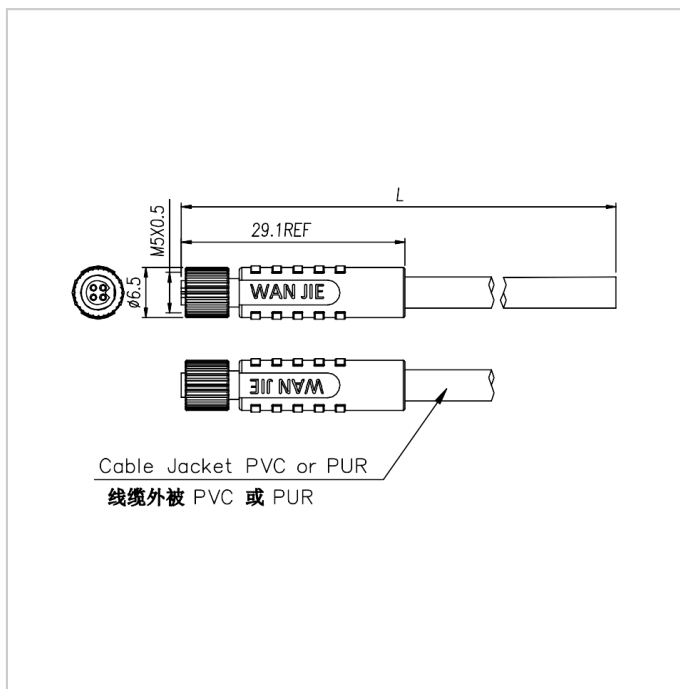 L
29.1REF
M5X0.5
ø6.5
WAN JIE
WAN JIE
Cable Jacket PVC or PUR
线缆外被 PVC 或 PUR